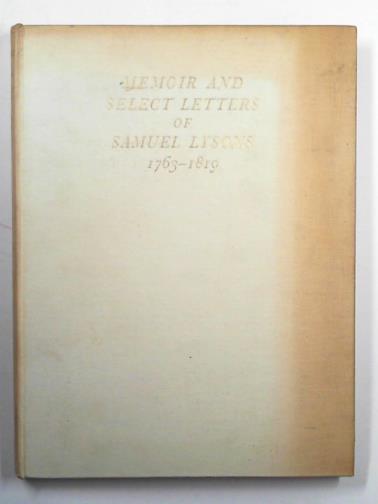 MEMOIR AND
SELECT LETTERS
OF
SAMUEL LYSONS
1763–1819